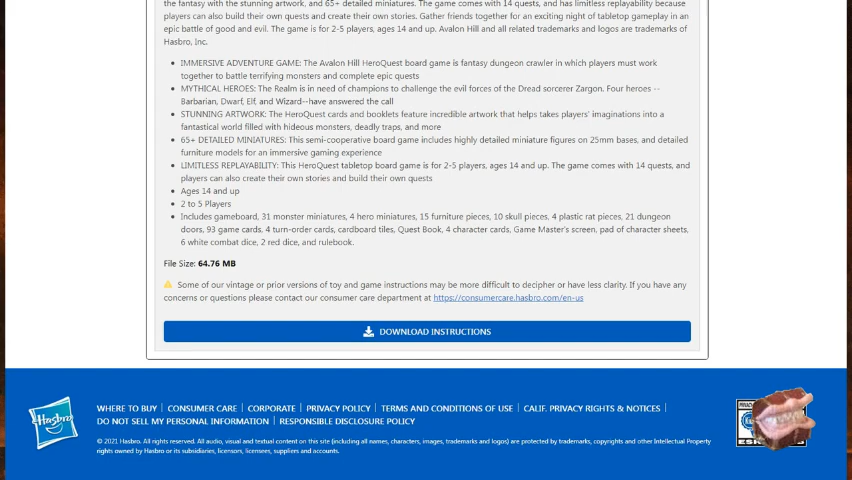 the fantasy with the stunning artwork, and 65+ detailed miniatures. The game comes with 14 quests, and has limitless replayability because
players can also build their own quests and create their own stories. Gather friends together for an exciting night of tabletop gameplay in an
epic battle of good and evil. The game is for 2-5 players, ages 14 and up. Avalon Hill and all related trademarks and logos are trademarks of
Hasbro, Inc.
• IMMERSIVE ADVENTURE GAME: The Avalon Hill HeroQuest board game is fantasy dungeon crawler in which players must work
together to battle terrifying monsters and complete epic quests
• MYTHICAL HEROES: The Realm is in need of champions to challenge the evil forces of the Dread sorcerer Zargon. Four heroes --
Barbarian, Dwarf, Elf, and Wizard--have answered the call
• STUNNING ARTWORK: The HeroQuest cards and booklets feature incredible artwork that helps takes players' imaginations into a
fantastical world filled with hideous monsters, deadly traps, and more
• 65+ DETAILED MINIATURES: This semi-cooperative board game includes highly detailed miniature figures on 25mm bases, and detailed
furniture models for an immersive gaming experience
• LIMITLESS REPLAYABILITY: This HeroQuest tabletop board game is for 2-5 players, ages 14 and up. The game comes with 14 quests, and
players can also create their own stories and build their own quests
• Ages 14 and up
• 2 to 5 Players
• Includes gameboard, 31 monster miniatures, 4 hero miniatures, 15 furniture pieces, 10 skull pieces, 4 plastic rat pieces, 21 dungeon
doors, 93 game cards, 4 turn-order cards, cardboard tiles, Quest Book, 4 character cards, Game Master's screen, pad of character sheets,
6 white combat dice, 2 red dice, and rulebook.
File Size: 64.76 MB
Some of our vintage or prior versions of toy and game instructions may be more difficult to decipher or have less clarity. If you have any
concerns or questions please contact our consumer care department at https://consumercare.hasbro.com/en-us
DOWNLOAD INSTRUCTIONS
Hasbro
WHERE TO BUY | CONSUMER CARE | CORPORATE | PRIVACY POLICY | TERMS AND CONDITIONS OF USE | CALIF. PRIVACY RIGHTS & NOTICES |
DO NOT SELL MY PERSONAL INFORMATION | RESPONSIBLE DISCLOSURE POLICY
© 2021 Hasbro. All rights reserved. All audio, visual and textual content on this site (including all names, characters, images, trademarks and logos) are protected by trademarks, copyrights and other Intellectual Property
rights owned by Hasbro or its subsidiaries, licensors, licensees, suppliers and accounts.